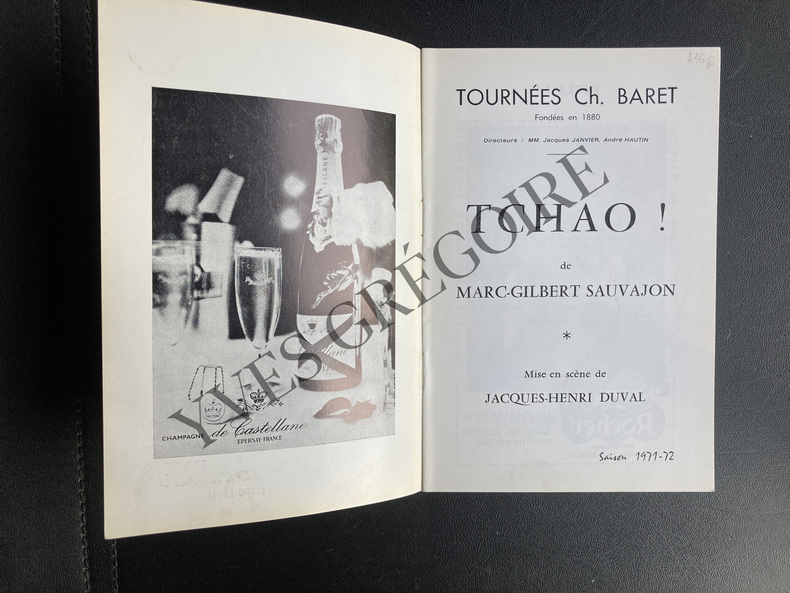 CHAMPAGNE de Castellane
EPERNAY-FRANCE
A16
TOURNÉES Ch. BARET
Fondées en 1880
Directeurs : MM. Jacques JANVIER, André HAUTIN
TCHAO !
de
MARC-GILBERT SAUVAJON
*
Mise en scène de
JACQUES-HENRI DUVAL
Saison 1971-72
YVES GRÉGOIRE